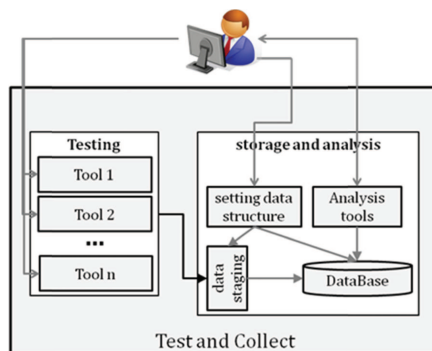 Testing
Tool 1
Tool 2
...
Tool n
storage and analysis
setting data
structure
Analysis
tools
data
staging
DataBase
Test and Collect